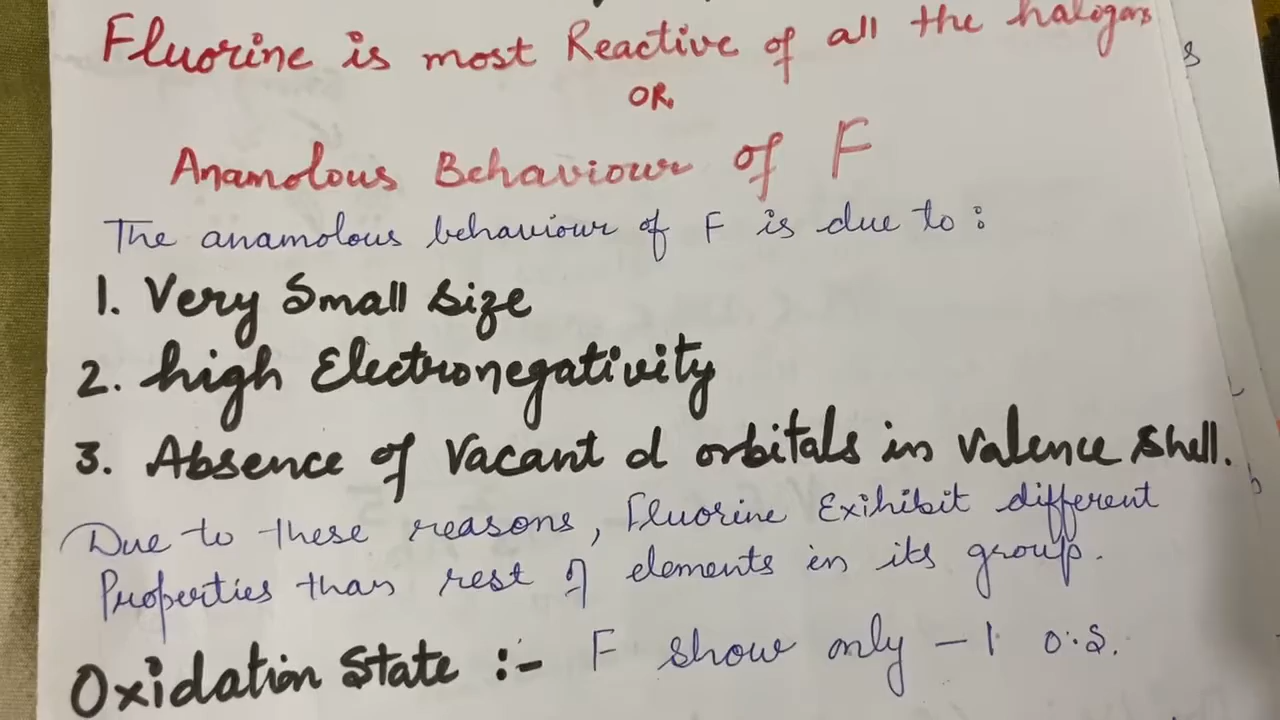 Fluorine is most Reactive of all the halogens
OR
Anamolous Behaviour of F
The anamolous behaviour of F is due to :
1. Very Small Size
2. high Electronegativity
3. Absence of Vacant d orbitals in Valence Shell.
Due to these reasons, Fluorine Exihibit different
Properties than rest of elements in its group.
Oxidation State :- F show only -1 o.s.